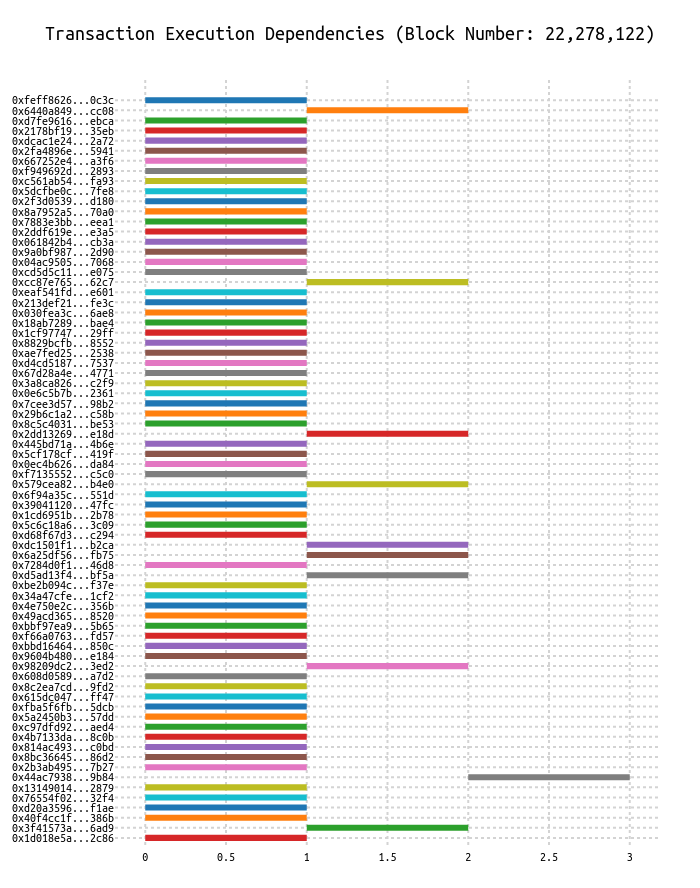 Transaction Execution Dependencies (Block Number: 22,278,122)
0xfeff8626...0c3c
0x6440a849...cc08
0xd7fe9616...ebca
0x2178bf19...35eb
0xdcac1e24...2a72
0x2fa4896e...5941
0x667252e4...a3f6
0xf949692d...2893
0xc561ab54...fa93
0x5dcfbe0c...7fe8
0x2f3d0539...d180
0x8a7952a5...70a0
0x7883e3bb...eea1
0x2ddf619e...e3a5
0x061842b4...cb3a
0x9a0bf987...2d90
0x04ac9505...7068
0xcd5d5c11...e075
0xcc87e765...62c7
0xeaf541fd...e601
0x213def21...fe3c
0x030fea3c...6ae8
0x18ab7289...bae4
0x1cf97747...29ff
0x8829bcfb...8552
0xae7fed25...2538
0xd4cd5187...7537
0x67d28a4e...4771
0x3a8ca826...c2f9
0x0e6c5b7b...2361
0x7cee3d57...98b2
0x29b6c1a2...c58b
0x8c5c4031...be53
0x2dd13269...e18d
0x445bd71a...4b6e
0x5cf178cf...419f
0x0ec4b626...da84
0xf7135552...c5c0
0x579cea82...b4e0
0x6f94a35c...551d
0x39041120...47fc
0x1cd6951b...2b78
0x5c6c18a6...3c09
0xd68f67d3...c294
0xdc1501f1...b2ca
0x6a25df56...fb75
0x7284d0f1...46d8
0xd5ad13f4...bf5a
0xbe2b094c...f37e
0x34a47cfe...1cf2
0x4e750e2c...356b
0x49acd365...8520
0xbbf97ea9...5b65
0xf66a0763...fd57
0xbbd16464...850c
0x9604b480...e184
0x98209dc2...3ed2
0x608d0589...a7d2
0x8c2ea7cd...9fd2
0x615dc047...ff47
0xfba5f6fb...5dcb
0x5a2450b3...57dd
0xc97dfd92...aed4
0x4b7133da...8c0b
0x814ac493...c0bd
0x8bc36645...86d2
0x2b3ab495...7b27
0x44ac7938...9b84
0x13149014...2879
0x76554f02...32f4
0xd20a3596...f1ae
0x40f4cc1f...386b
0x3f41573a...6ad9
0x1d018e5a...2c86
0 0.5 1 1.5 2 2.5 3